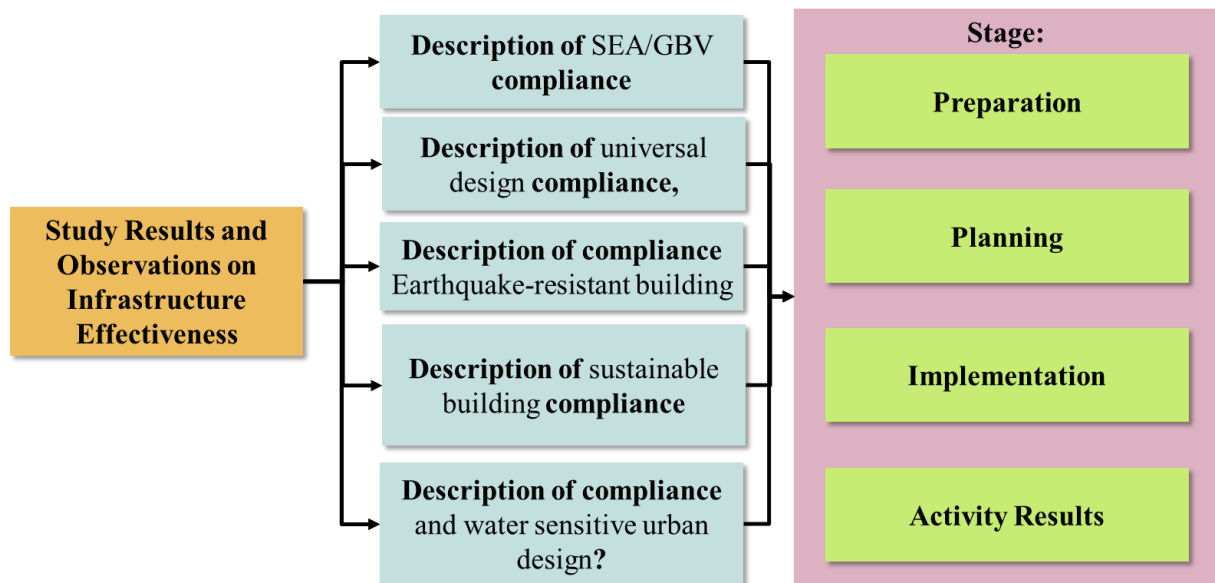 Study Results and
Observations on
Infrastructure
Effectiveness
Description of SEA/GBV
compliance
Description of universal
design compliance,
Description of compliance
Earthquake-resistant building
Description of sustainable
building compliance
Description of compliance
and water sensitive urban
design?
Stage:
Preparation
Planning
Implementation
Activity Results